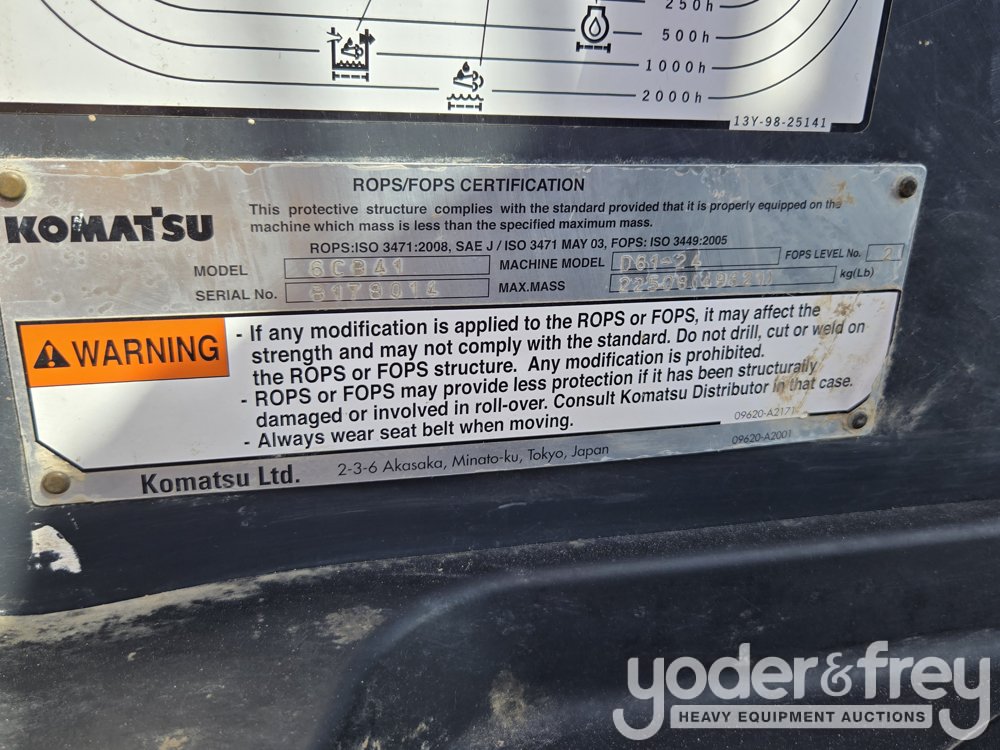 250h
500h
1000h
2000h
13Y-98-25141
ROPS/FOPS CERTIFICATION
KOMATSU
This protective structure complies with the standard provided that it is properly equipped on the
machine which mass is less than the specified maximum mass.
ROPS:ISO 3471:2008, SAE J / ISO 3471 MAY 03, FOPS: ISO 3449:2005
MODEL 6CB41 MACHINE MODEL D61-24 FOPS LEVEL No. 2
SERIAL No. MAX.MASS kg(Lb)
WARNING
- If any modification is applied to the ROPS or FOPS, it may affect the
strength and may not comply with the standard. Do not drill, cut or weld on
the ROPS or FOPS structure. Any modification is prohibited.
- ROPS or FOPS may provide less protection if it has been structurally
damaged or involved in roll-over. Consult Komatsu Distributor in that case.
- Always wear seat belt when moving.
09620-A2171
09620-A2001
Komatsu Ltd. 2-3-6 Akasaka, Minato-ku, Tokyo, Japan
yoder&frey
HEAVY EQUIPMENT AUCTIONS